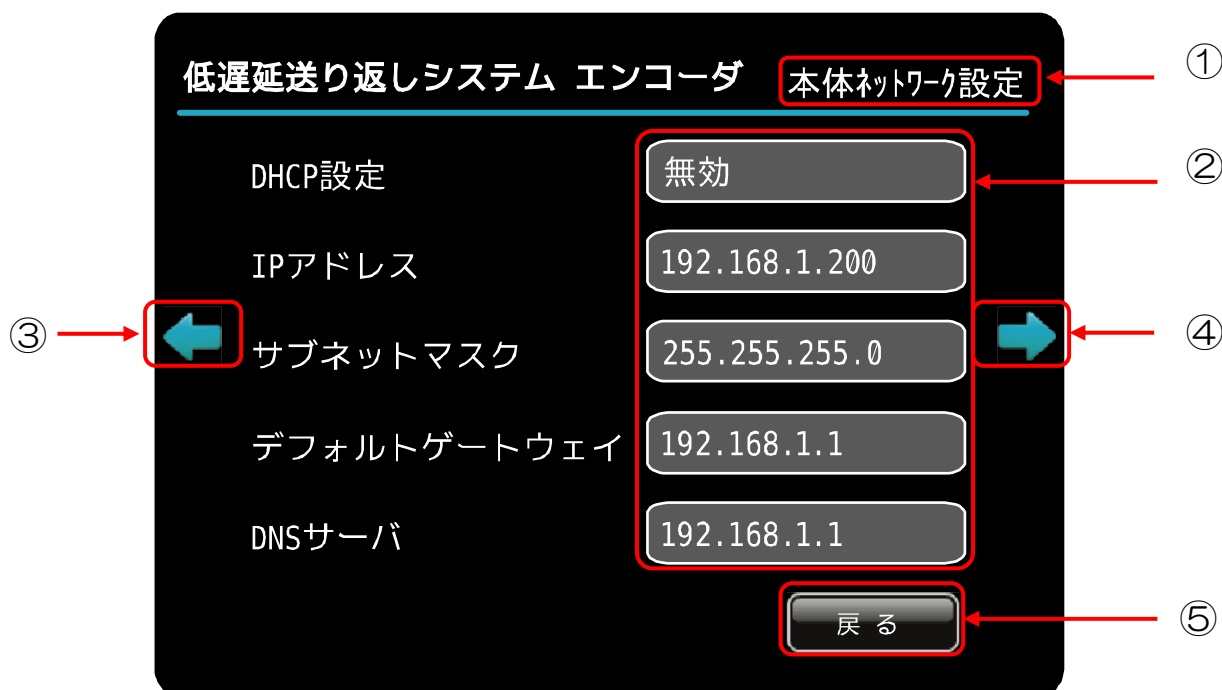 低遅延送り返しシステム エンコーダ 本体ﾈｯﾄﾜｰｸ設定 ①
DHCP設定 無効 ②
IPアドレス 192.168.1.200
③ サブネットマスク 255.255.255.0 ④
デフォルトゲートウェイ 192.168.1.1
DNSサーバ 192.168.1.1
戻る ⑤